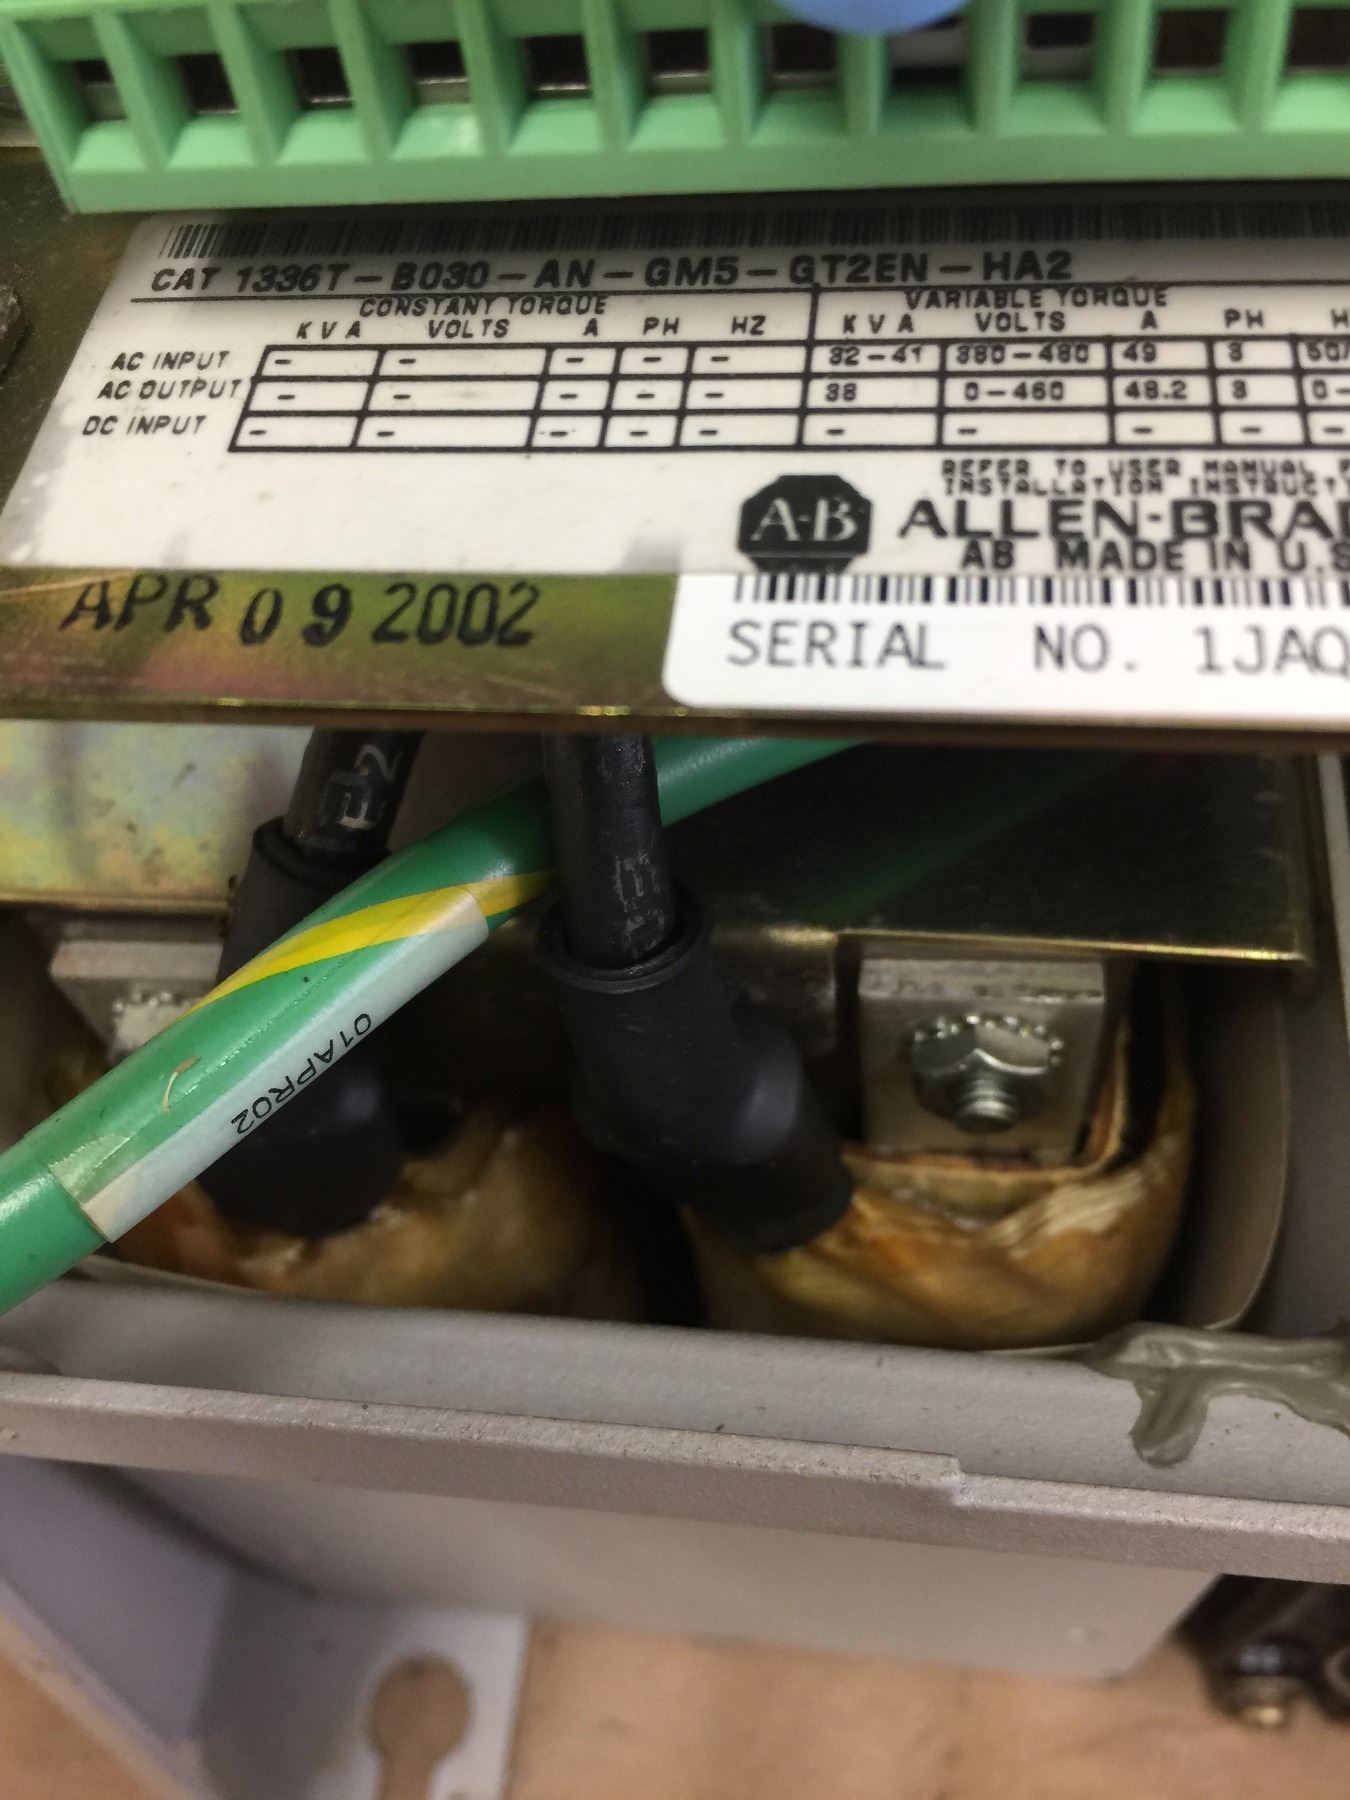 CAT 1336T-B030-AN-GM5-GT2EN-HA2
CONSTANT TORQUE VARIABLE TORQUE
KVA VOLTS A PH HZ KVA VOLTS A PH H
AC INPUT - - - - - 32-41 380-480 49 3 50/
AC OUTPUT - - - - - 38 0-460 48.2 3 0-
DC INPUT - - - - - - - - - -
REFER TO USER MANUAL F
INSTALLATION INSTRUCT
A-B ALLEN-BRAD
AB MADE IN U.S
APR 09 2002
SERIAL NO. 1JAQ
01APR02